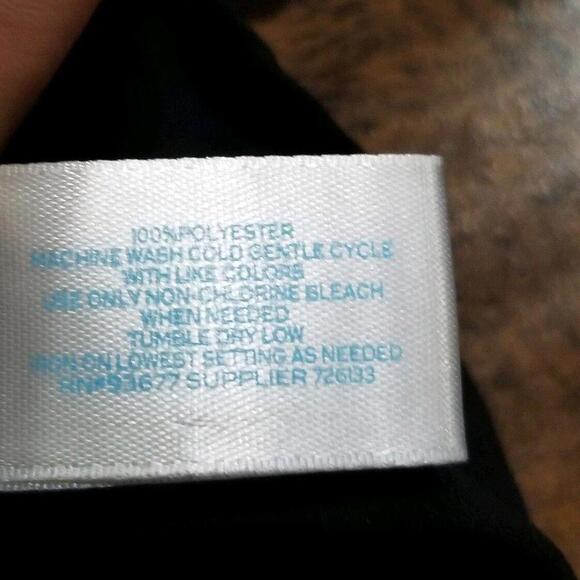 100% POLYESTER
MACHINE WASH COLD GENTLE CYCLE
WITH LIKE COLORS
USE ONLY NON-CHLORINE BLEACH
WHEN NEEDED
TUMBLE DRY LOW
IRON ON LOWEST SETTING AS NEEDED
RN#93677 SUPPLIER 726133